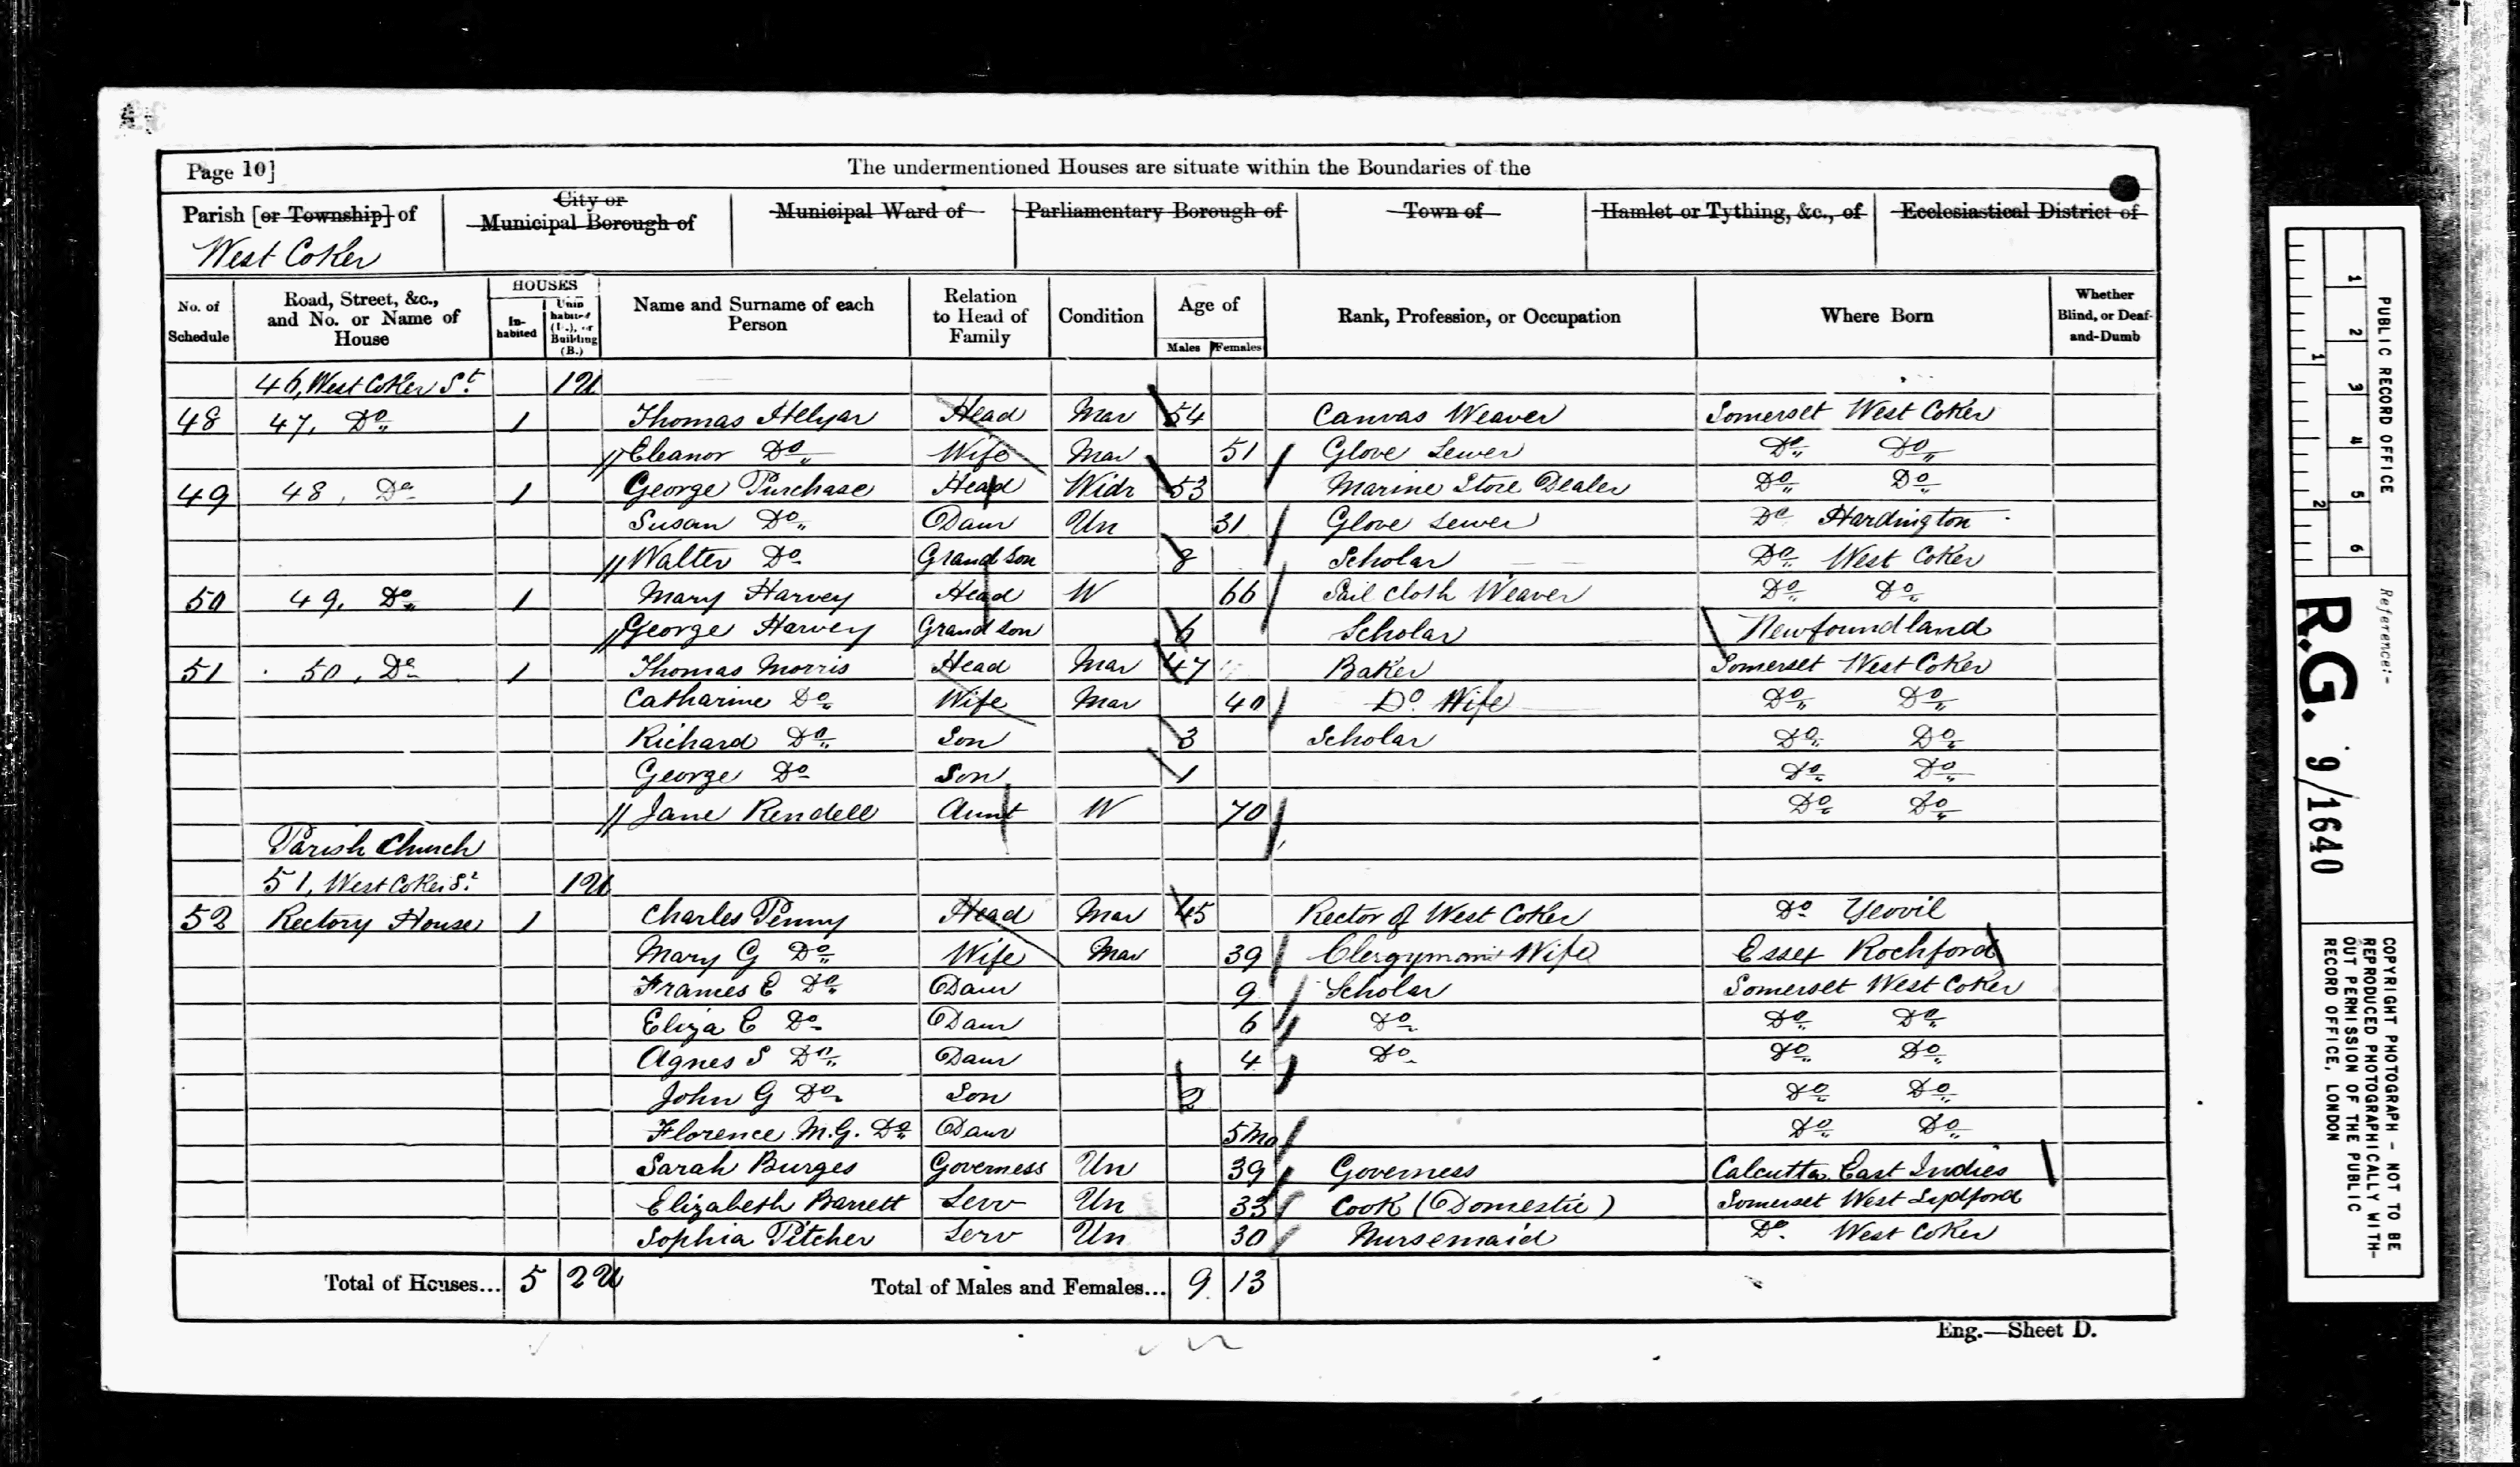 Page 10]
The undermentioned Houses are situate within the Boundaries of the
Parish [or Township] of West Coker
City or Municipal Borough of
Municipal Ward of
Parliamentary Borough of
Town of
Hamlet or Tything, &c., of
Ecclesiastical District of
No. of Schedule
Road, Street, &c., and No. or Name of House
HOUSES
In-habited
Unin-habited (U.), or Building (B.)
Name and Surname of each Person
Relation to Head of Family
Condition
Age of
Males
Females
Rank, Profession, or Occupation
Where Born
Whether Blind, or Deaf-and-Dumb
46, West Coker St 1 U
48 47, Do 1 Thomas Helyar Head Mar 54 Canvas Weaver Somerset West Coker
Eleanor Do Wife Mar 51 Glove Sewer Do Do
49 48, Do 1 George Purchase Head Widr 53 Marine Store Dealer Do Do
Susan Do Daur Un 31 Glove Sewer Do Hardington
Walter Do Grand Son 8 Scholar Do West Coker
50 49, Do 1 Mary Harvey Head W 66 Sail Cloth Weaver Do Do
George Harvey Grand son 6 Scholar Newfoundland
51 50, Do 1 Thomas Morris Head Mar 47 Baker Somerset West Coker
Catharine Do Wife Mar 40 Do Wife Do Do
Richard Do Son 3 Scholar Do Do
George Do Son 1 Do Do
Jane Rendell Aunt W 70 Do Do
Parish Church
51, West Coker St 1 U
52 Rectory House 1 Charles Penny Head Mar 45 Rector of West Coker Do Yeovil
Mary G Do Wife Mar 39 Clergymans Wife Essex Rochford
Frances E Do Daur 9 Scholar Somerset West Coker
Eliza C Do Daur 6 Do Do Do
Agnes S Do Daur 4 Do Do Do
John G Do Son 2 Do Do
Florence M.G. Do Daur 5 Mo Do Do
Sarah Burges Governess Un 39 Governess Calcutta East Indies
Elizabeth Barrett Serv Un 33 Cook (Domestic) Somerset West Lydford
Sophia Pitcher Serv Un 30 Nursemaid Do West Coker
Total of Houses... 5 2 U Total of Males and Females... 9 13
Eng.—Sheet D.
1 2 3 4 5 6
1 2
PUBLIC RECORD OFFICE
Reference:-
R.G. 9/1640
COPYRIGHT PHOTOGRAPH - NOT TO BE
REPRODUCED PHOTOGRAPHICALLY WITH-
OUT PERMISSION OF THE PUBLIC
RECORD OFFICE, LONDON